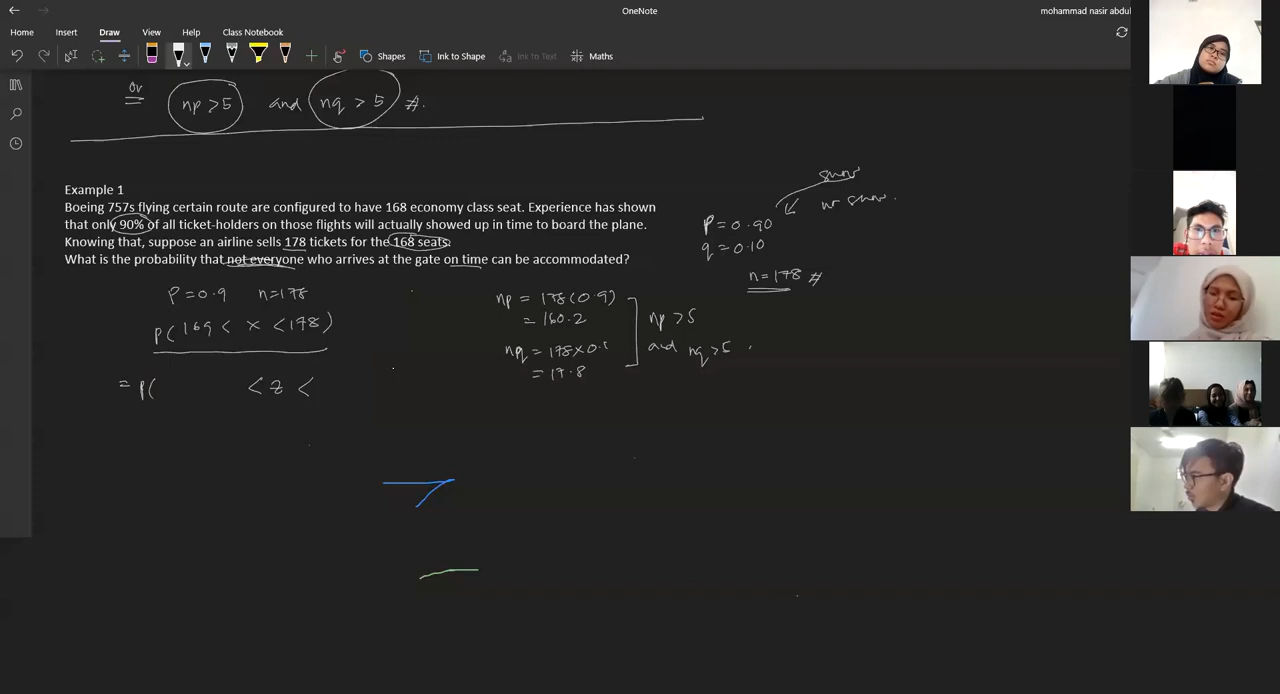 OneNote
mohammad nasir abdul
Home Insert Draw View Help Class Notebook
Shapes Ink to Shape Ink to Text Maths
Or
np > 5 and nq > 5 #.
Example 1
Boeing 757s flying certain route are configured to have 168 economy class seat. Experience has shown
that only 90% of all ticket-holders on those flights will actually showed up in time to board the plane.
Knowing that, suppose an airline sells 178 tickets for the 168 seats.
What is the probability that not everyone who arrives at the gate on time can be accommodated?
show
no show.
P = 0.90
q = 0.10
n = 178 #
P = 0.9 n = 178
P( 169 < x < 178 )
= P( < z <
np = 178(0.9)
= 160.2
nq = 178 × 0.1
= 17.8
np > 5
and nq > 5